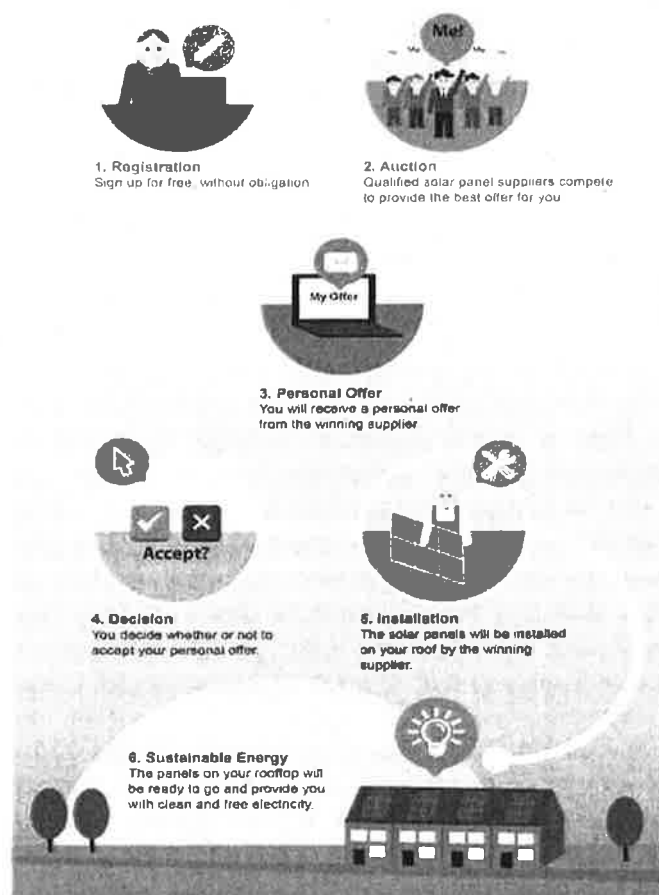 Me!
1. Registration
Sign up for free, without obligation
2. Auction
Qualified solar panel suppliers compete
to provide the best offer for you
My Offer
3. Personal Offer
You will receive a personal offer
from the winning supplier
Accept?
4. Decision
You decide whether or not to
accept your personal offer.
5. Installation
The solar panels will be installed
on your roof by the winning
supplier.
6. Sustainable Energy
The panels on your rooftop will
be ready to go and provide you
with clean and free electricity.